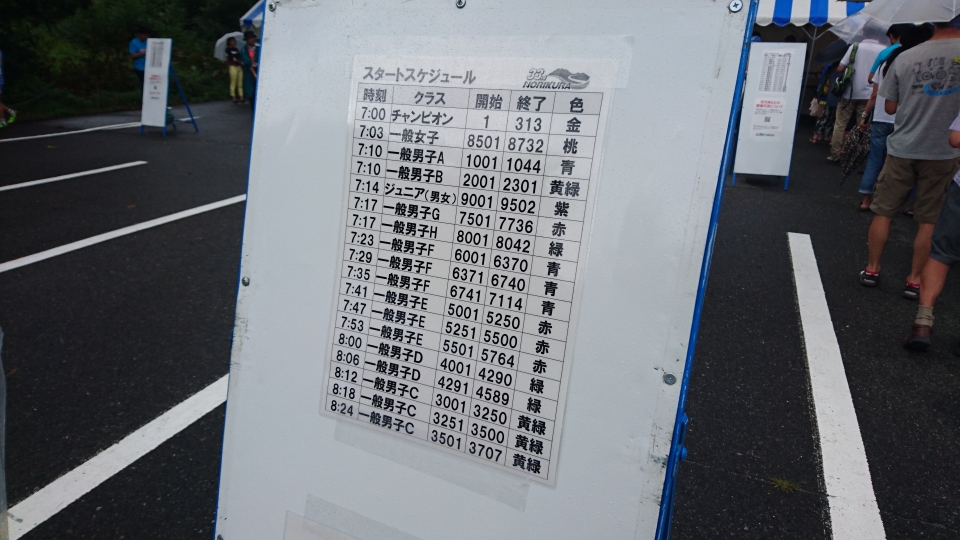 スタートスケジュール NORIKURA
時刻 クラス 開始 終了 色
7:00 チャンピオン 1 313 金
7:03 一般女子 8501 8732 桃
7:10 一般男子A 1001 1044 青
7:10 一般男子B 2001 2301 黄緑
7:14 ジュニア(男女) 9001 9502 紫
7:17 一般男子G 7501 7736 赤
7:17 一般男子H 8001 8042 緑
7:23 一般男子F 6001 6370 青
7:29 一般男子F 6371 6740 青
7:35 一般男子F 6741 7114 青
7:41 一般男子E 5001 5250 赤
7:47 一般男子E 5251 5500 赤
7:53 一般男子E 5501 5764 赤
8:00 一般男子D 4001 4290 緑
8:06 一般男子D 4291 4589 緑
8:12 一般男子C 3001 3250 黄緑
8:18 一般男子C 3251 3500 黄緑
8:24 一般男子C 3501 3707 黄緑